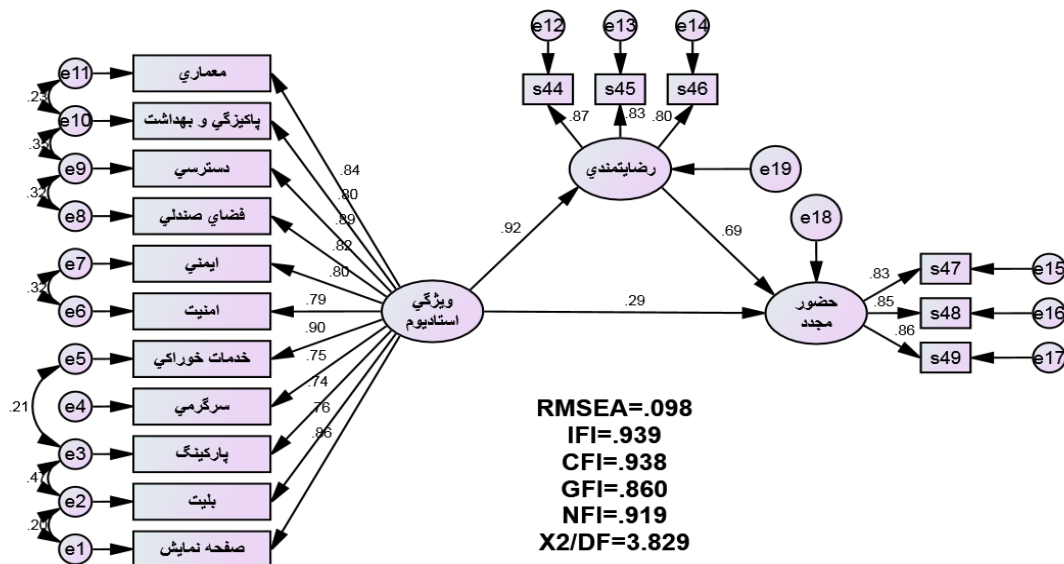 e12
e13
e14
s44
s45
s46
.87
.83
.80
رضايتمندي
e19
e18
e11
معماري
.23
e10
پاكيزگي و بهداشت
.35
e9
دسترسي
.32
e8
فضاي صندلي
e7
ايمني
.32
e6
امنيت
e5
خدمات خوراكي
.21
e4
سرگرمي
e3
پاركينگ
.47
e2
بليت
.20
e1
صفحه نمايش
.84
.80
.89
.82
.80
.79
.90
.75
.74
.76
.86
ويژگي
استاديوم
.92
.69
.29
حضور
مجدد
.83
.85
.86
s47
e15
s48
e16
s49
e17
RMSEA=.098
IFI=.939
CFI=.938
GFI=.860
NFI=.919
X2/DF=3.829